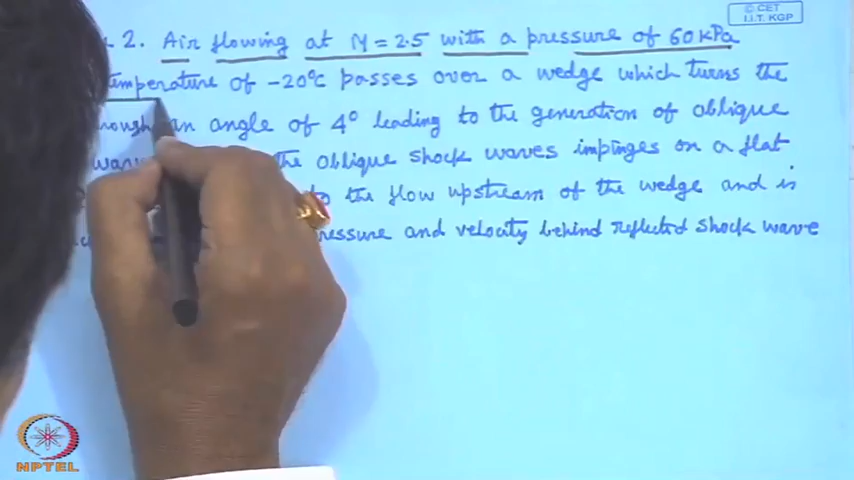 © CET
I.I.T. KGP
2. Air flowing at M = 2.5 with a pressure of 60 kPa
temperature of -20°C passes over a wedge which turns the
through an angle of 4° leading to the generation of oblique
the oblique shock waves impinges on a flat
to the flow upstream of the wedge and is
pressure and velocity behind reflected shock wave
NPTEL